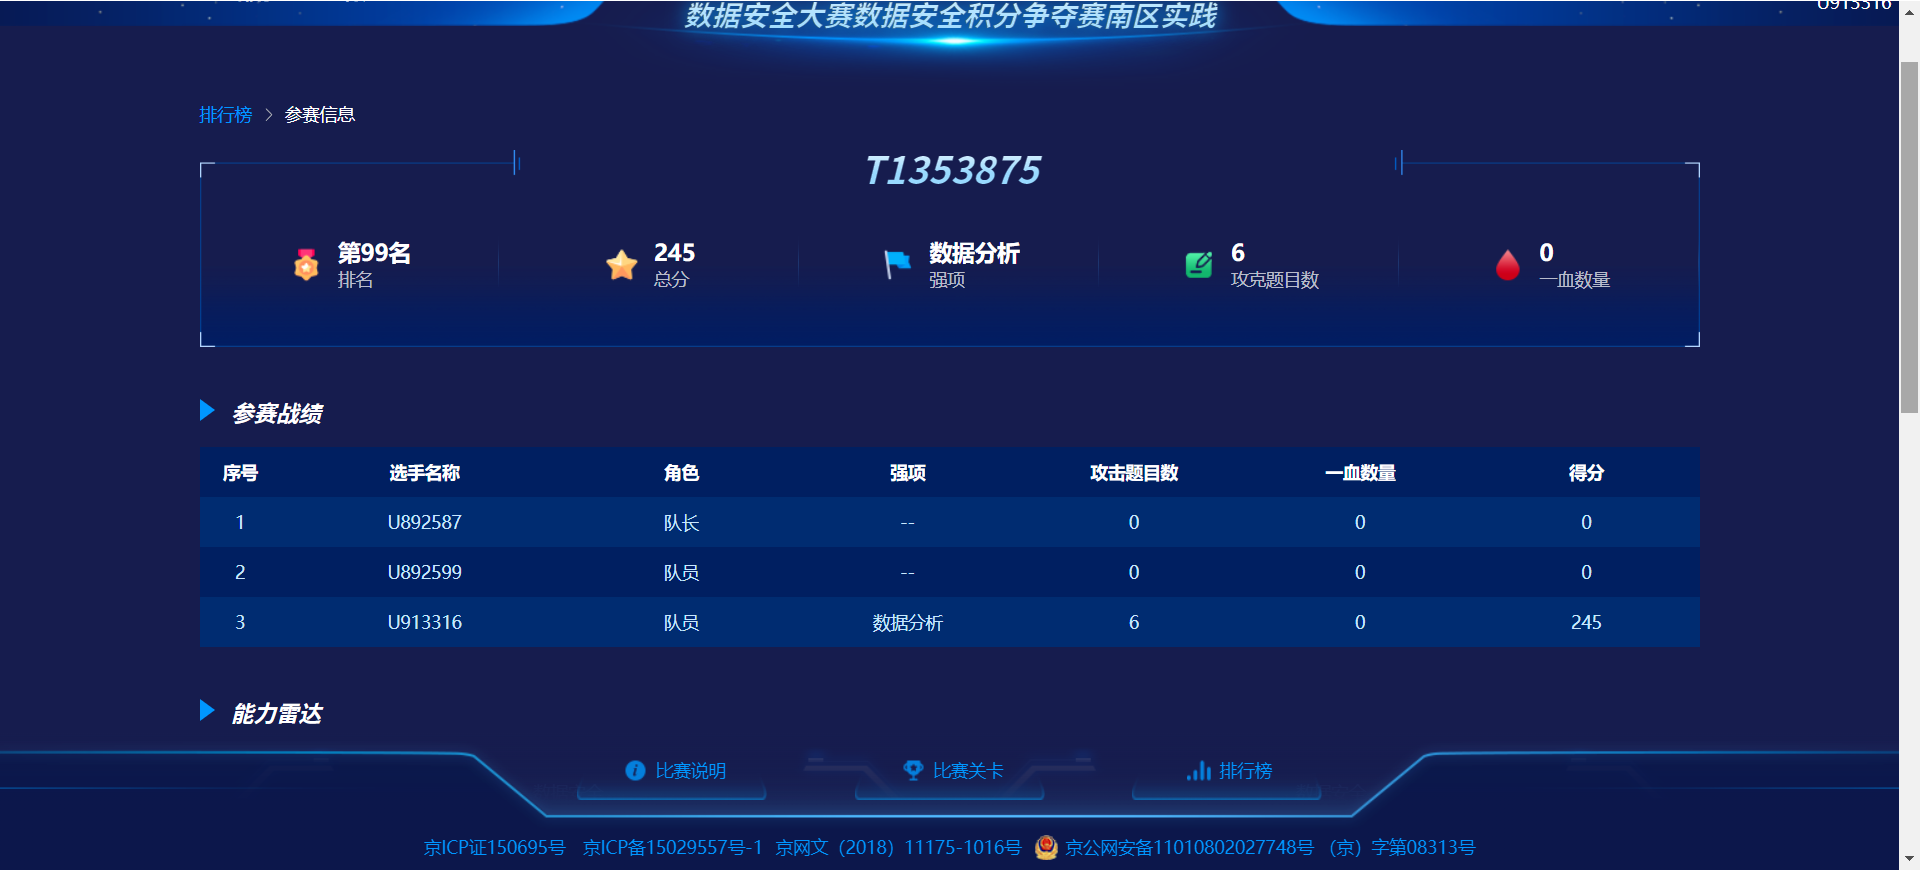 数据安全大赛数据安全积分争夺赛南区实践
U913316
排行榜 > 参赛信息
T1353875
第99名 245 数据分析 6 0
排名 总分 强项 攻克题目数 一血数量
参赛战绩
序号 选手名称 角色 强项 攻击题目数 一血数量 得分
1 U892587 队长 -- 0 0 0
2 U892599 队员 -- 0 0 0
3 U913316 队员 数据分析 6 0 245
能力雷达
比赛说明 比赛关卡 排行榜
京ICP证150695号 京ICP备15029557号-1 京网文（2018）11175-1016号 京公网安备11010802027748号 （京）字第08313号